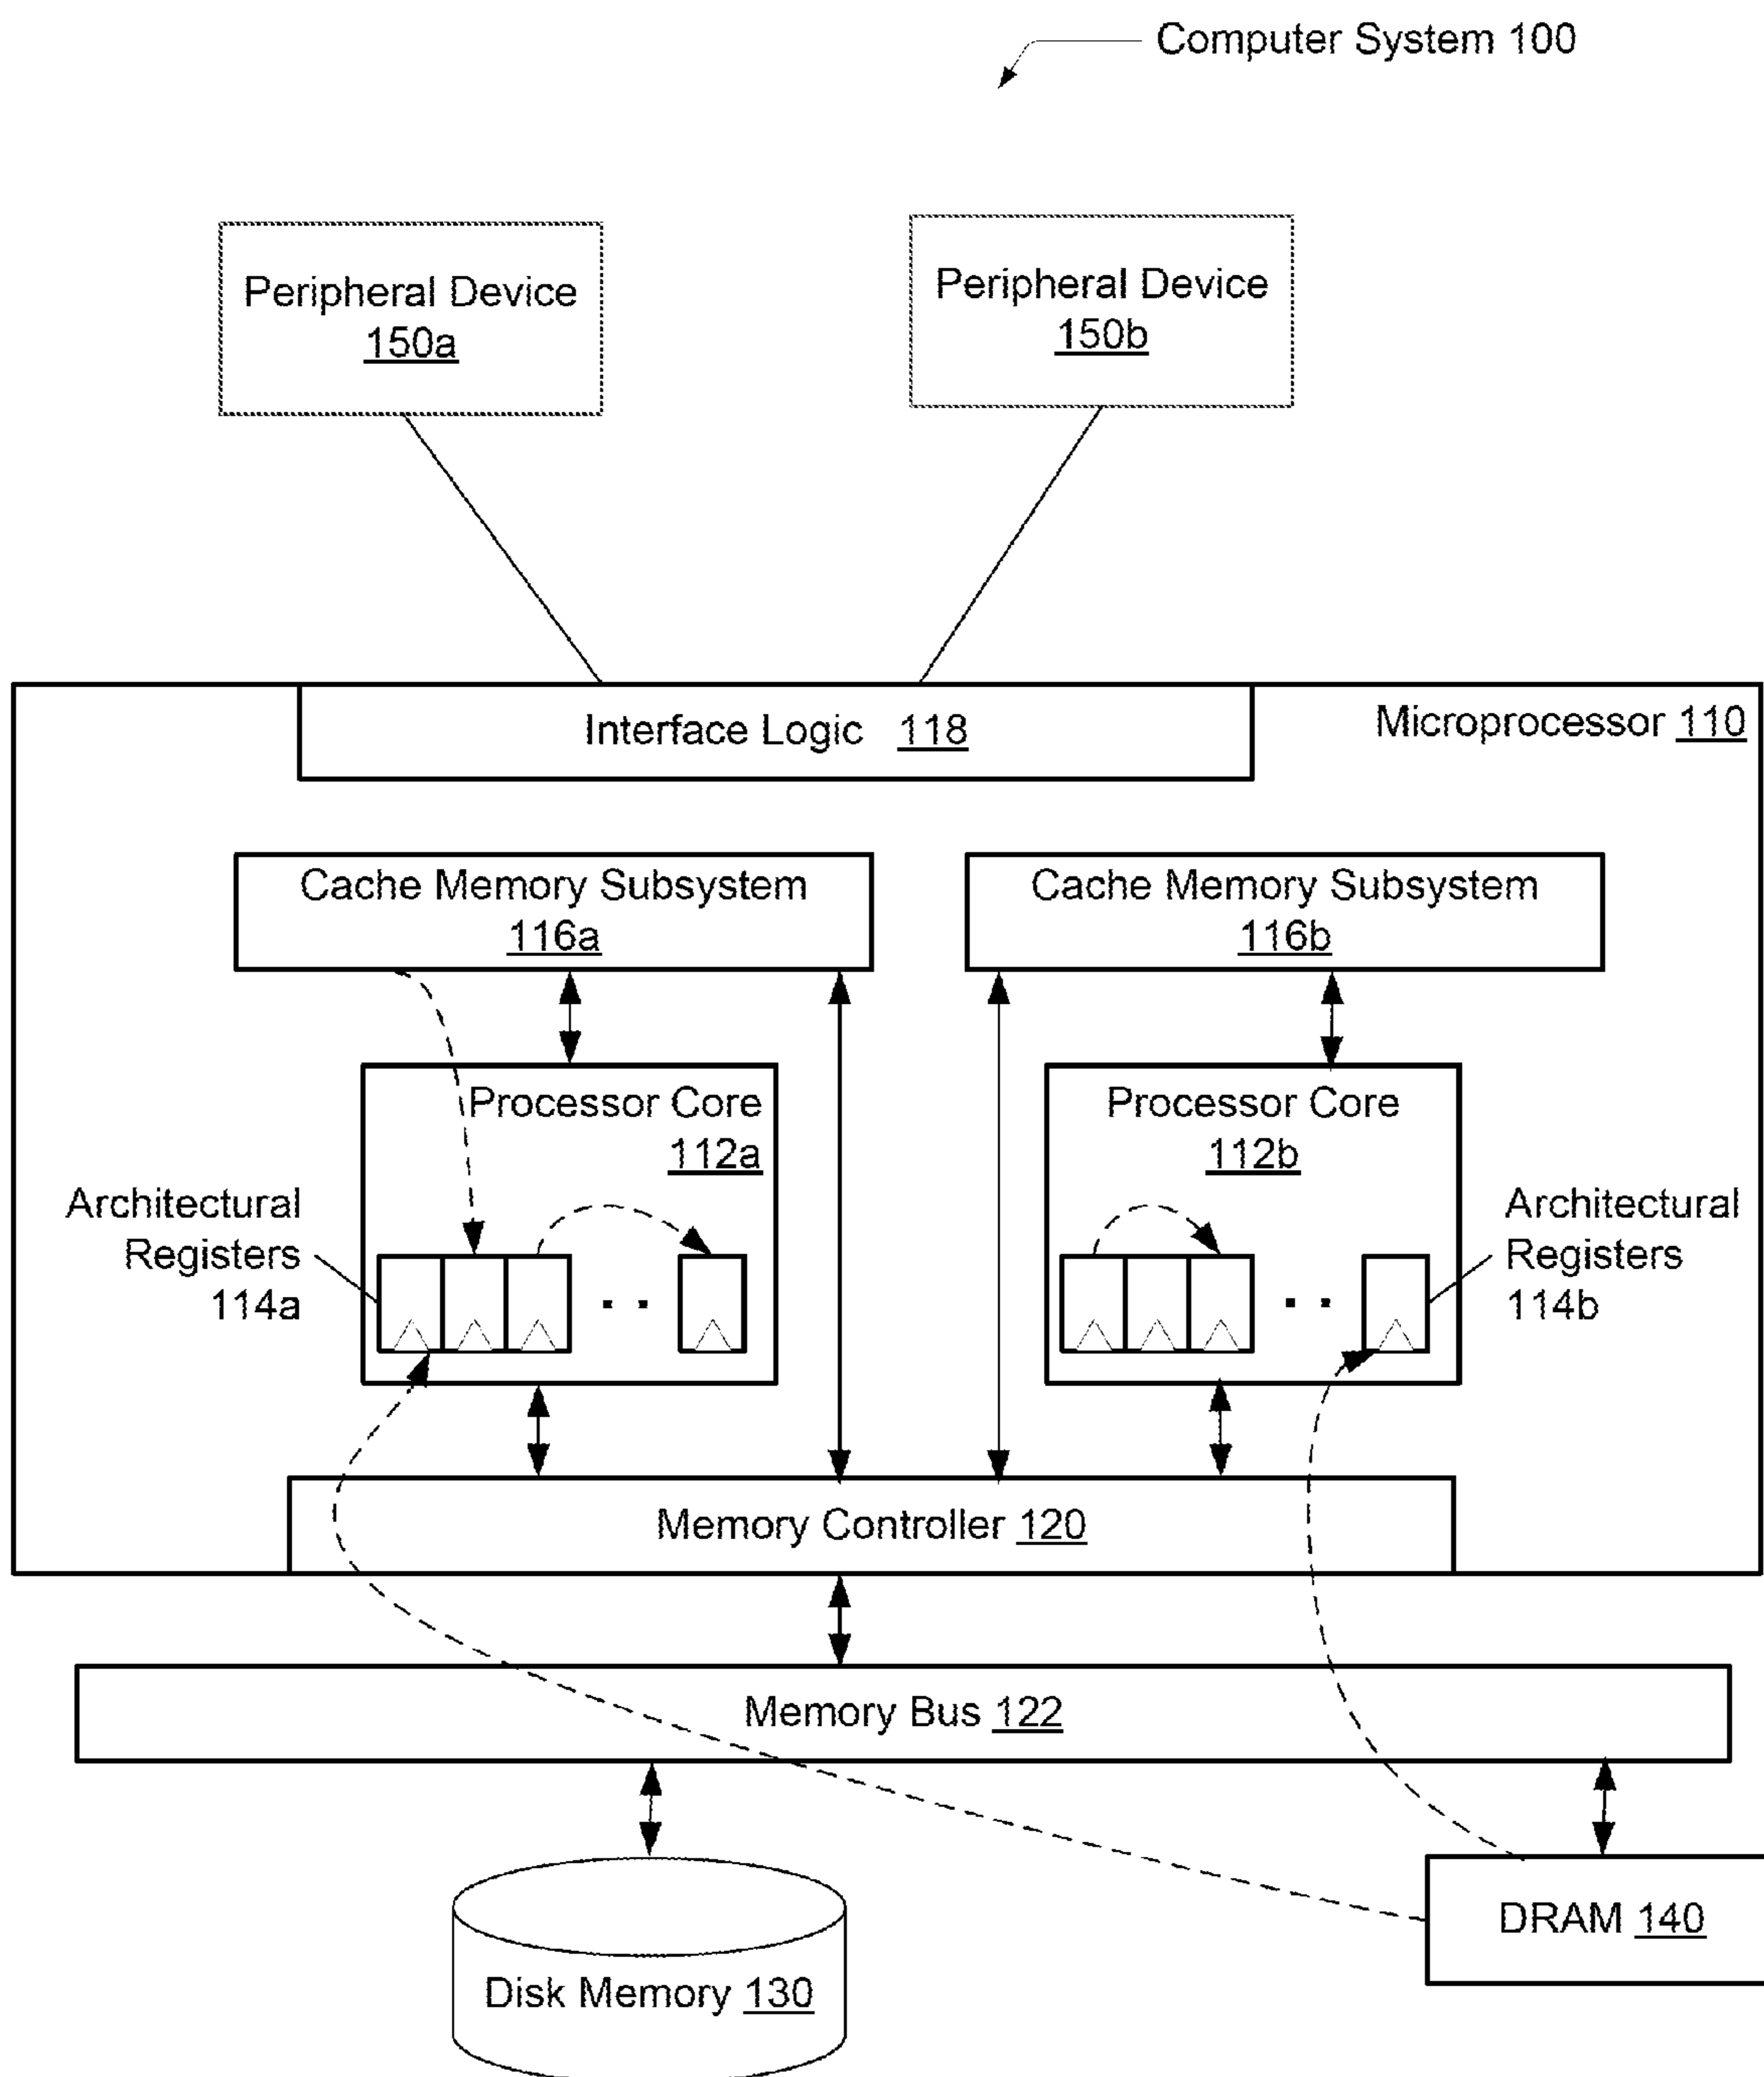 Computer System 100
Peripheral Device
150a
Peripheral Device
150b
Interface Logic 118
Microprocessor 110
Cache Memory Subsystem
116a
Cache Memory Subsystem
116b
Processor Core
112a
Processor Core
112b
Architectural
Registers
114a
Architectural
Registers
114b
Memory Controller 120
Memory Bus 122
DRAM 140
Disk Memory 130